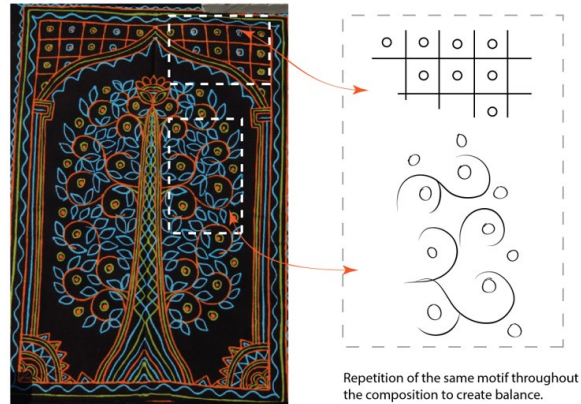 Repetition of the same motif throughout
the composition to create balance.